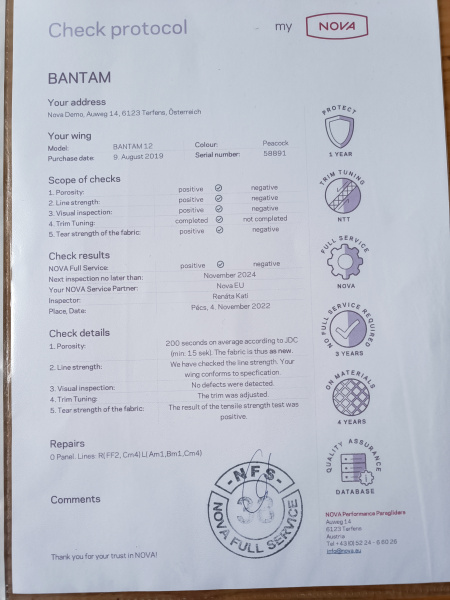 Check protocol
my NOVA
BANTAM
Your address
Nova Demo, Auweg 14, 6123 Terfens, Österreich
Your wing
Model: BANTAM 12 Colour: Peacock
Purchase date: 9. August 2019 Serial number: 58891
Scope of checks
1. Porosity: positive negative
2. Line strength: positive negative
3. Visual inspection: positive negative
4. Trim Tuning: completed not completed
5. Tear strength of the fabric: positive negative
Check results
NOVA Full Service: positive negative
Next inspection no later than: November 2024
Your NOVA Service Partner: Nova EU
Inspector: Renáta Kati
Place, Date: Pécs, 4. November 2022
Check details
1. Porosity: 200 seconds on average according to JDC
(min. 15 sek). The fabric is thus as new.
2. Line strength: We have checked the line strength. Your
wing conforms to specification.
3. Visual inspection: No defects were detected.
4. Trim Tuning: The trim was adjusted.
5. Tear strength of the fabric: The result of the tensile strength test was
positive.
Repairs
0 Panel. Lines: R(FF2, Cm4) L(Am1,Bm1,Cm4)
Comments
Thank you for your trust in NOVA!
PROTECT
1 YEAR
TRIM TUNING
NTT
FULL SERVICE
NOVA
NO FULL SERVICE REQUIRED
3 YEARS
ON MATERIALS
4 YEARS
QUALITY ASSURANCE
DATABASE
- NFS -
38
NOVA FULL SERVICE
NOVA Performance Paragliders
Auweg 14
6123 Terfens
Austria
Tel +43 (0) 52 24 - 6 60 26
info@nova.eu